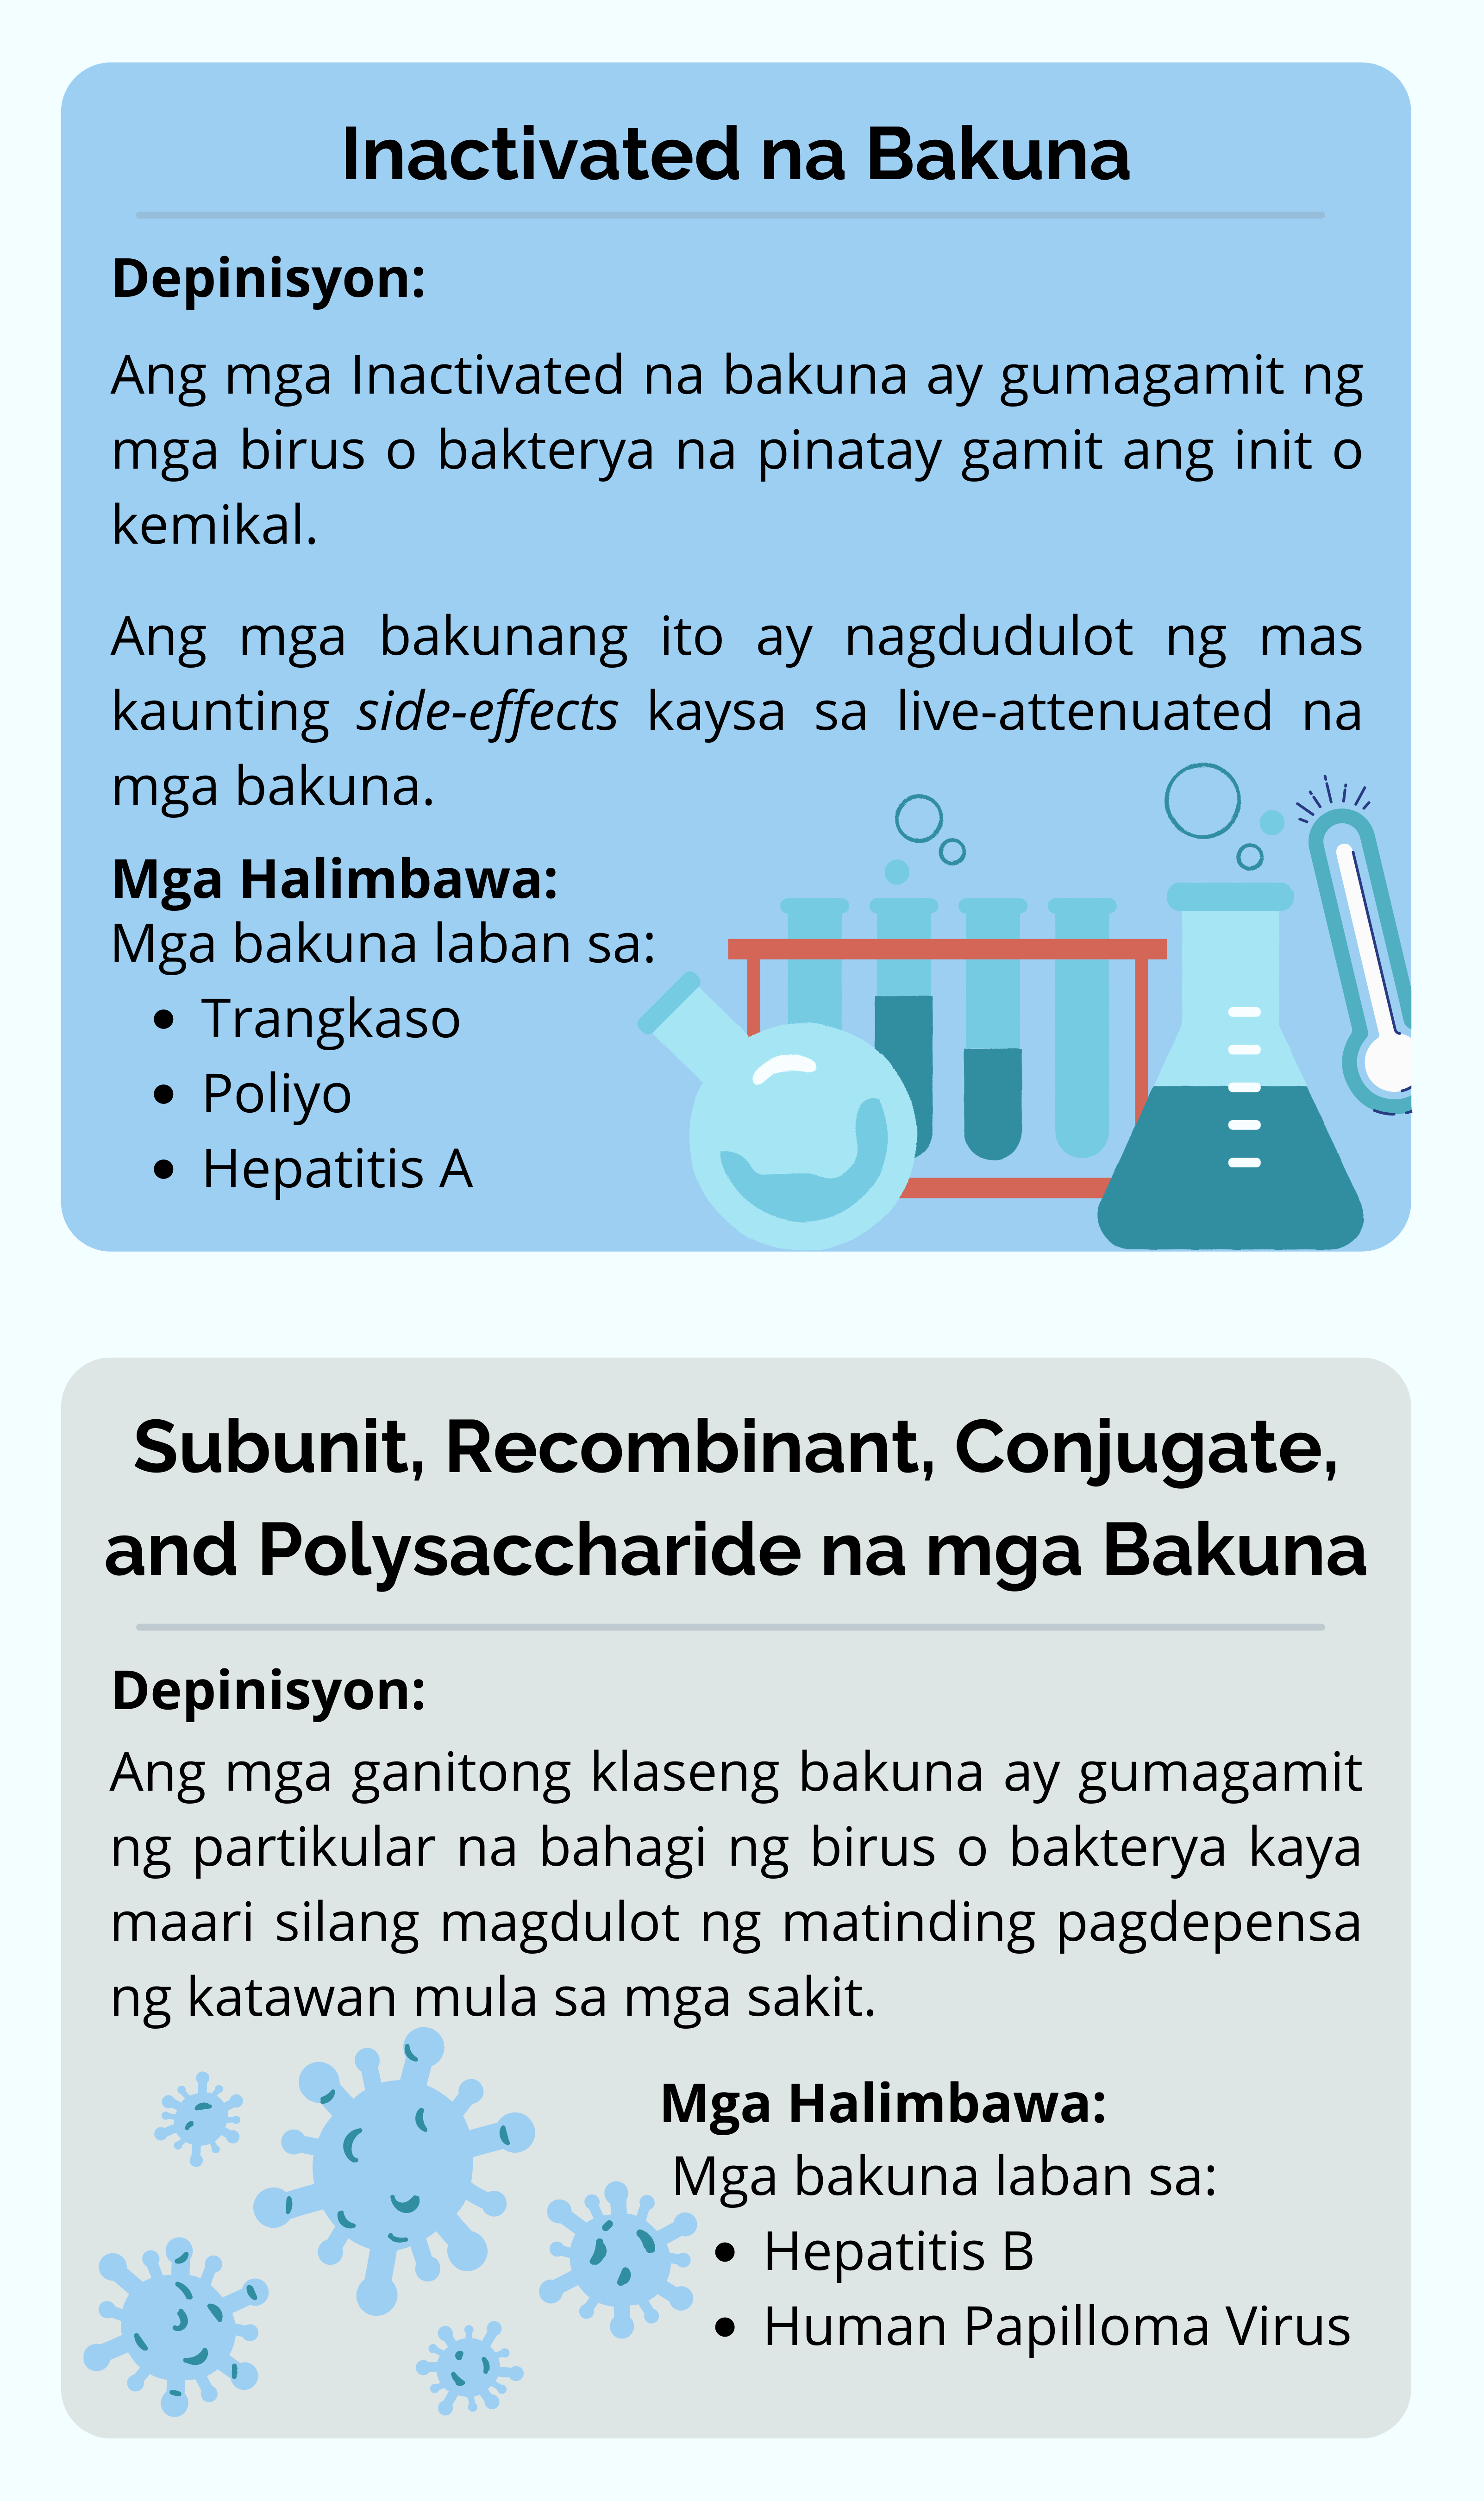 Inactivated na Bakuna
Depinisyon:
Ang mga Inactivated na bakuna ay gumagamit ng
mga birus o bakterya na pinatay gamit ang init o
kemikal.
Ang mga bakunang ito ay nagdudulot ng mas
kaunting side-effects kaysa sa live-attenuated na
mga bakuna.
Mga Halimbawa:
Mga bakuna laban sa:
• Trangkaso
• Poliyo
• Hepatitis A
Subunit, Recombinant, Conjugate,
and Polysaccharide na mga Bakuna
Depinisyon:
Ang mga ganitong klaseng bakuna ay gumagamit
ng partikular na bahagi ng birus o bakterya kaya
maari silang magdulot ng matinding pagdepensa
ng katawan mula sa mga sakit.
Mga Halimbawa:
Mga bakuna laban sa:
• Hepatitis B
• Human Papilloma Virus